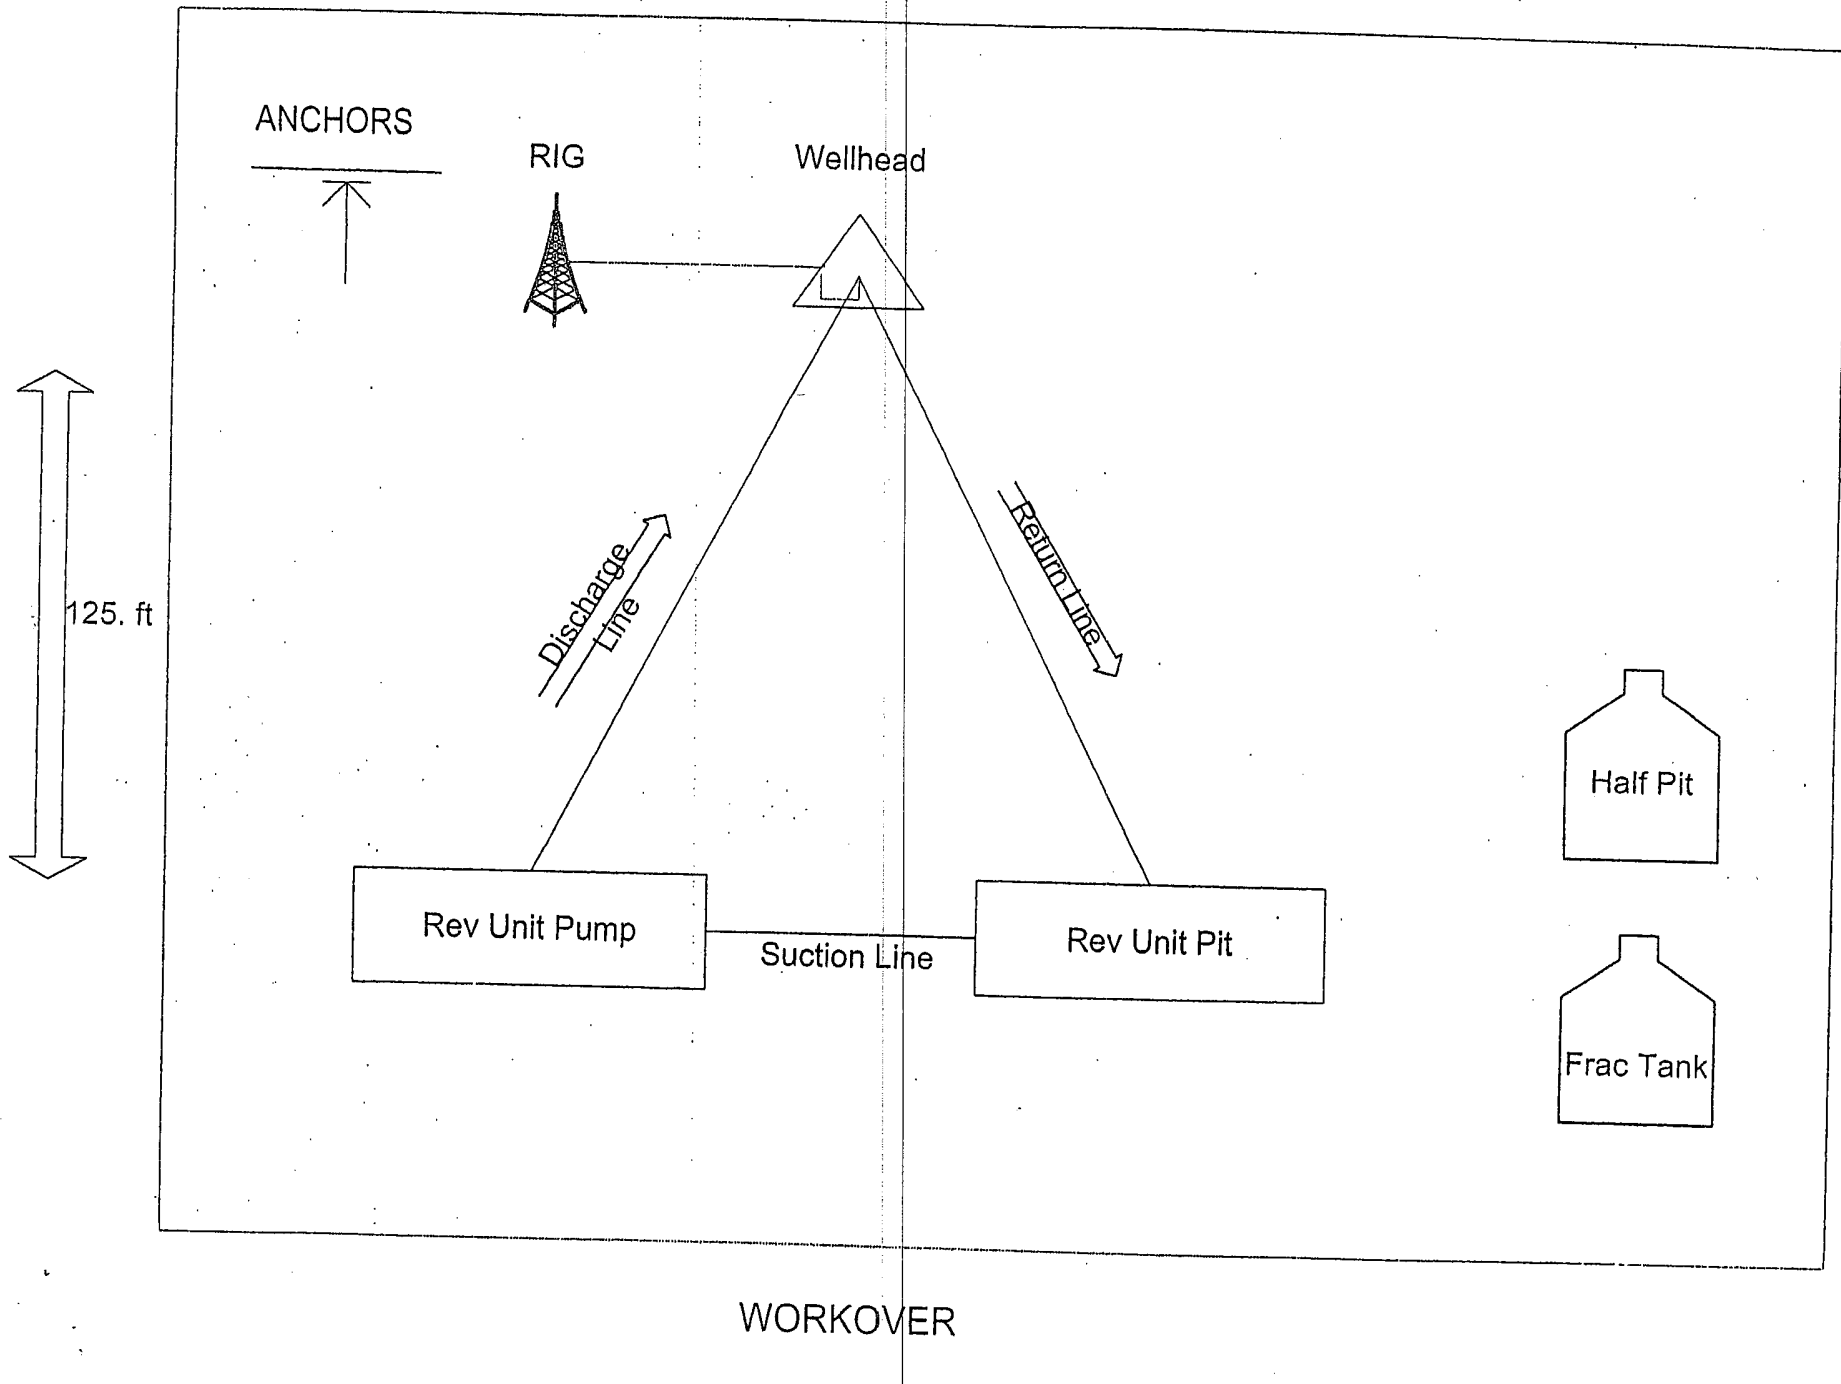 ANCHORS
RIG
Wellhead
125. ft
Discharge
Line
Return Line
Half Pit
Rev Unit Pump
Suction Line
Rev Unit Pit
Frac Tank
WORKOVER